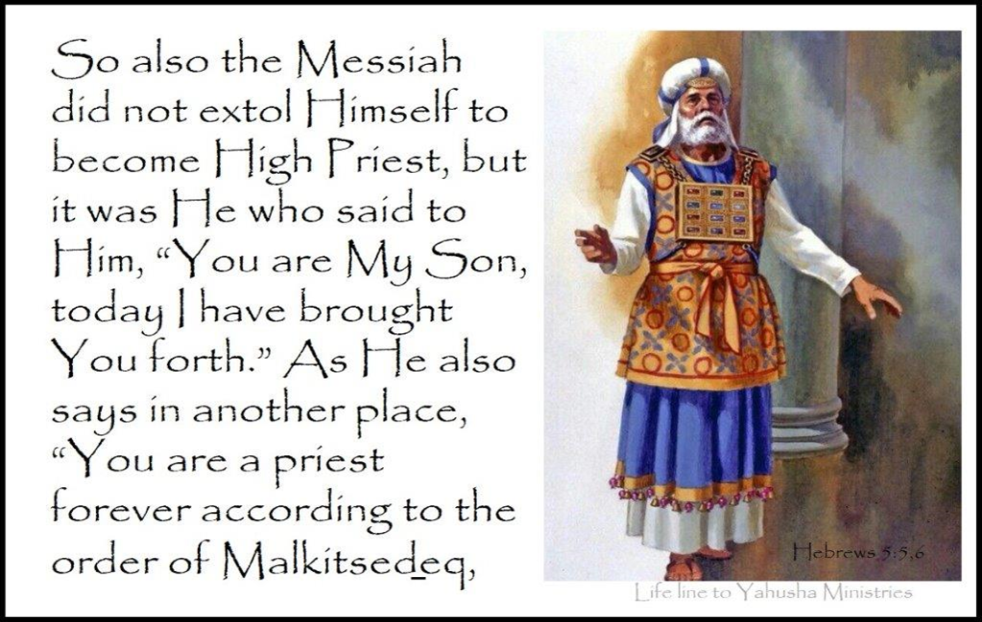 So also the Messiah
did not extol Himself to
become High Priest, but
it was He who said to
Him, “You are My Son,
today I have brought
You forth.” As He also
says in another place,
“You are a priest
forever according to the
order of Malkitsedeq,
Hebrews 5:5,6
Life line to Yahusha Ministries